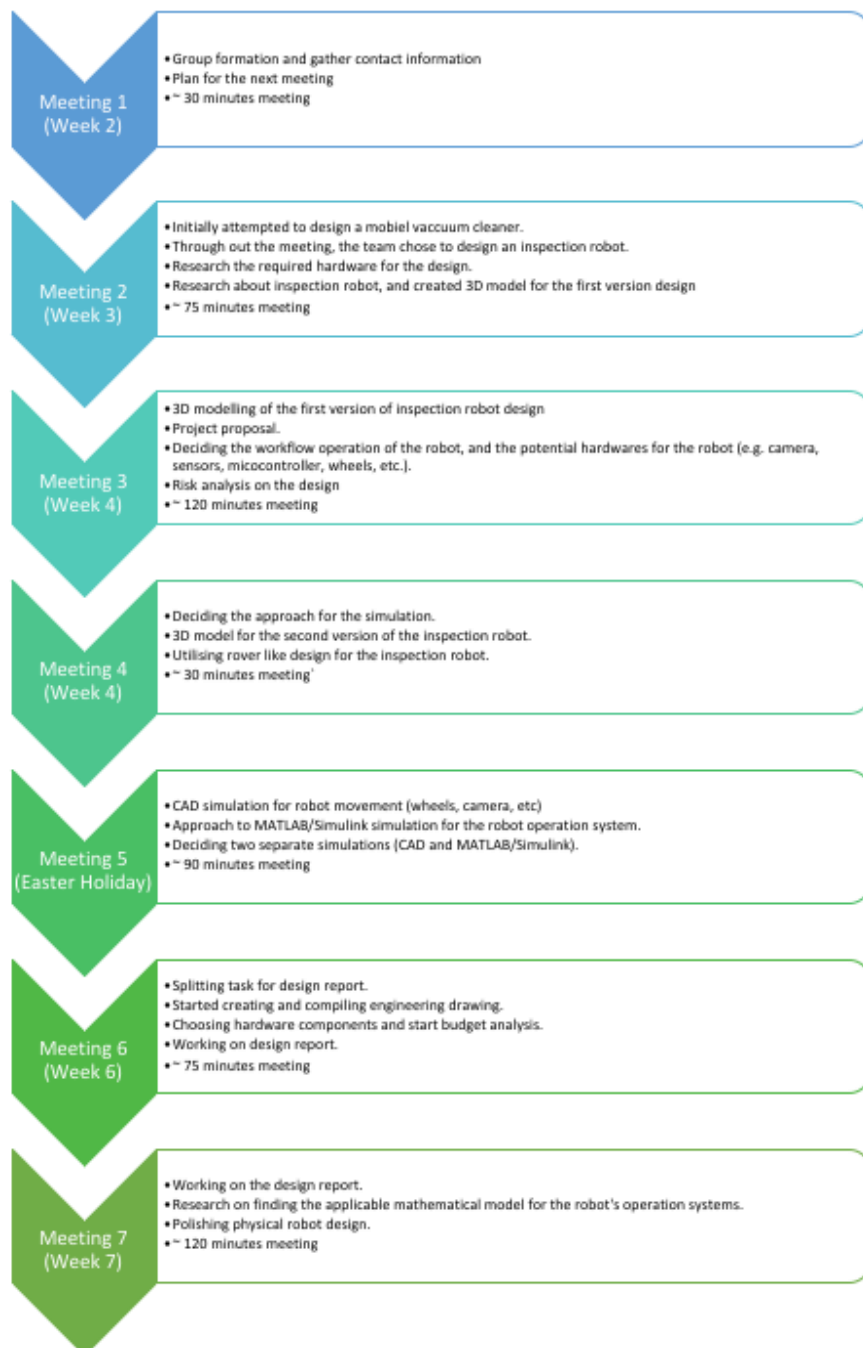 Meeting 1
(Week 2)
•Group formation and gather contact information
•Plan for the next meeting
•~ 30 minutes meeting
Meeting 2
(Week 3)
•Initially attempted to design a mobiel vaccuum cleaner.
•Through out the meeting, the team chose to design an inspection robot.
•Research the required hardware for the design.
•Research about inspection robot, and created 3D model for the first version design
•~ 75 minutes meeting
Meeting 3
(Week 4)
•3D modelling of the first version of inspection robot design
•Project proposal.
•Deciding the workflow operation of the robot, and the potential hardwares for the robot (e.g. camera,
sensors, micocontroller, wheels, etc.).
•Risk analysis on the design
•~ 120 minutes meeting
Meeting 4
(Week 4)
•Deciding the approach for the simulation.
•3D model for the second version of the inspection robot.
•Utilising rover like design for the inspection robot.
•~ 30 minutes meeting`
Meeting 5
(Easter Holiday)
•CAD simulation for robot movement (wheels, camera, etc)
•Approach to MATLAB/Simulink simulation for the robot operation system.
•Deciding two separate simulations (CAD and MATLAB/Simulink).
•~ 90 minutes meeting
Meeting 6
(Week 6)
•Splitting task for design report.
•Started creating and compiling engineering drawing.
•Choosing hardware components and start budget analysis.
•Working on design report.
•~ 75 minutes meeting
Meeting 7
(Week 7)
•Working on the design report.
•Research on finding the applicable mathematical model for the robot's operation systems.
•Polishing physical robot design.
•~ 120 minutes meeting